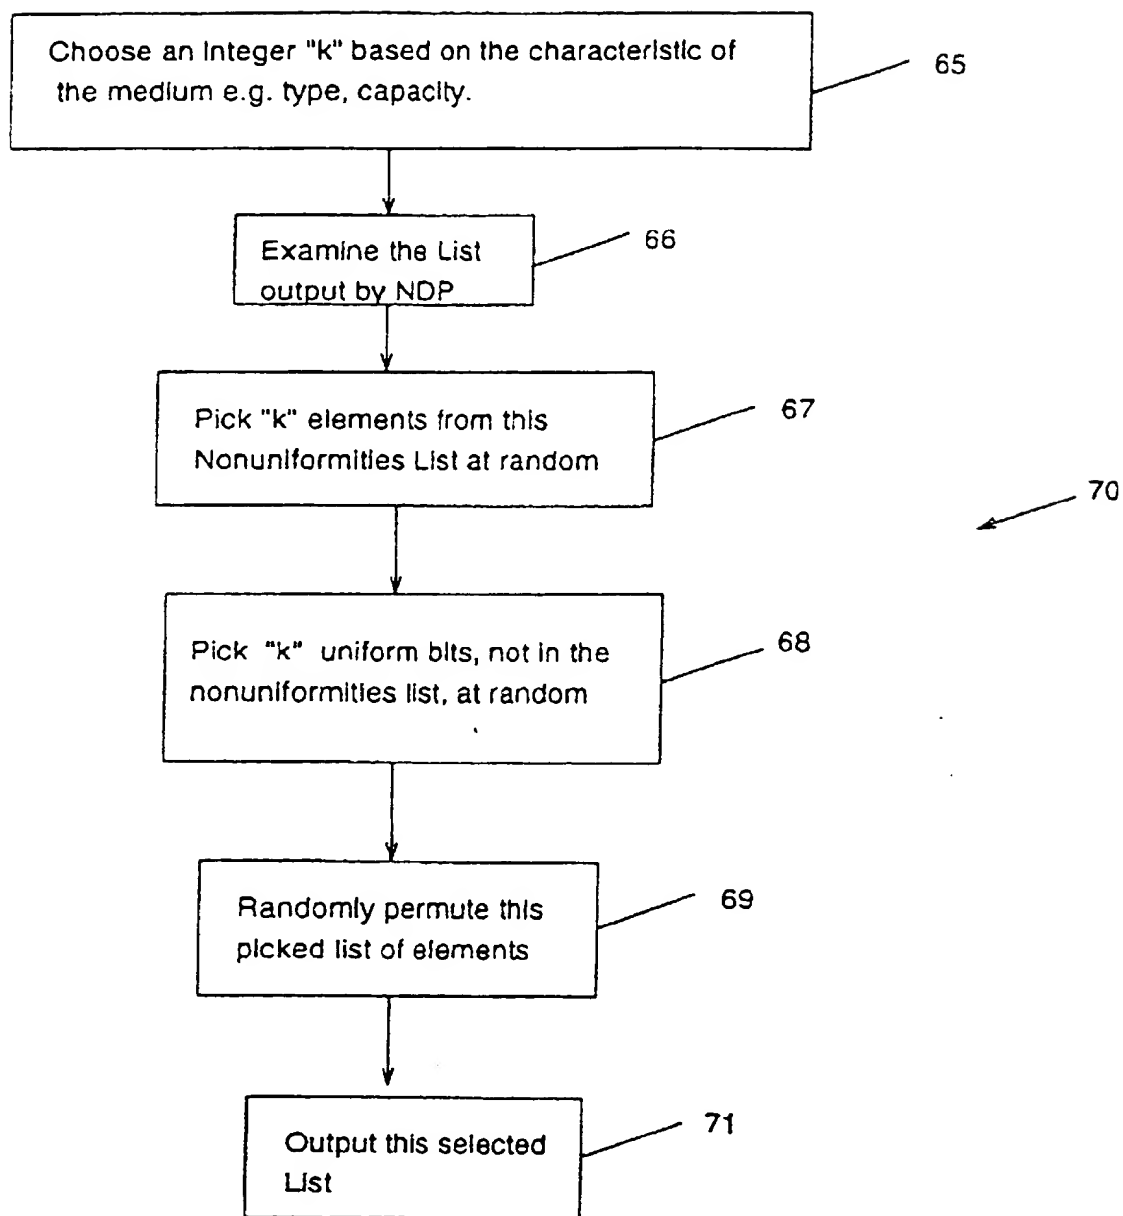 Choose an Integer "k" based on the characteristic of
the medium e.g. type, capacity.
65
Examine the List
output by NDP
66
Pick "k" elements from this
Nonuniformities List at random
67
70
Pick "k" uniform bits, not in the
nonuniformities list, at random
68
Randomly permute this
picked list of elements
69
Output this selected
List
71